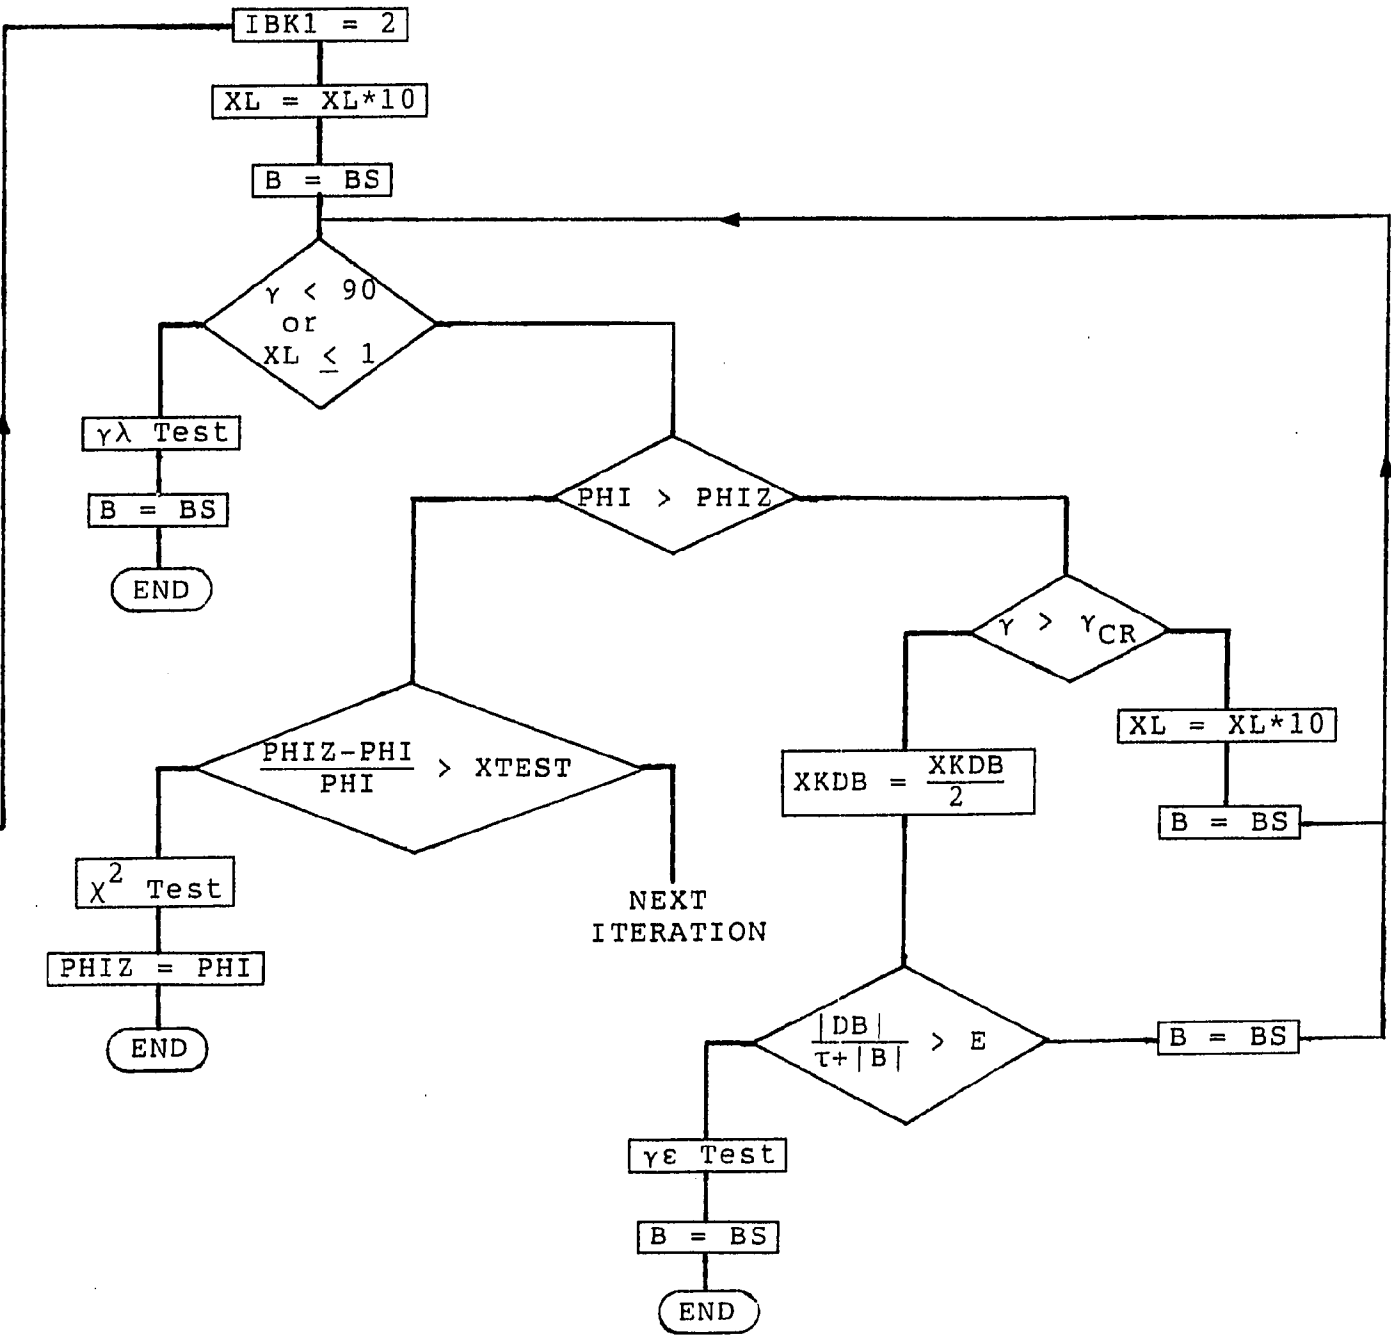 IBK1 = 2
XL = XL*10
B = BS
γ < 90
or
XL ≤ 1
γλ Test
B = BS
END
PHI > PHIZ
γ > γCR
PHIZ-PHI
PHI
> XTEST
XL = XL*10
XKDB = XKDB
2
B = BS
χ2 Test
NEXT
ITERATION
PHIZ = PHI
END
|DB|
τ+|B|
> E
B = BS
γε Test
B = BS
END